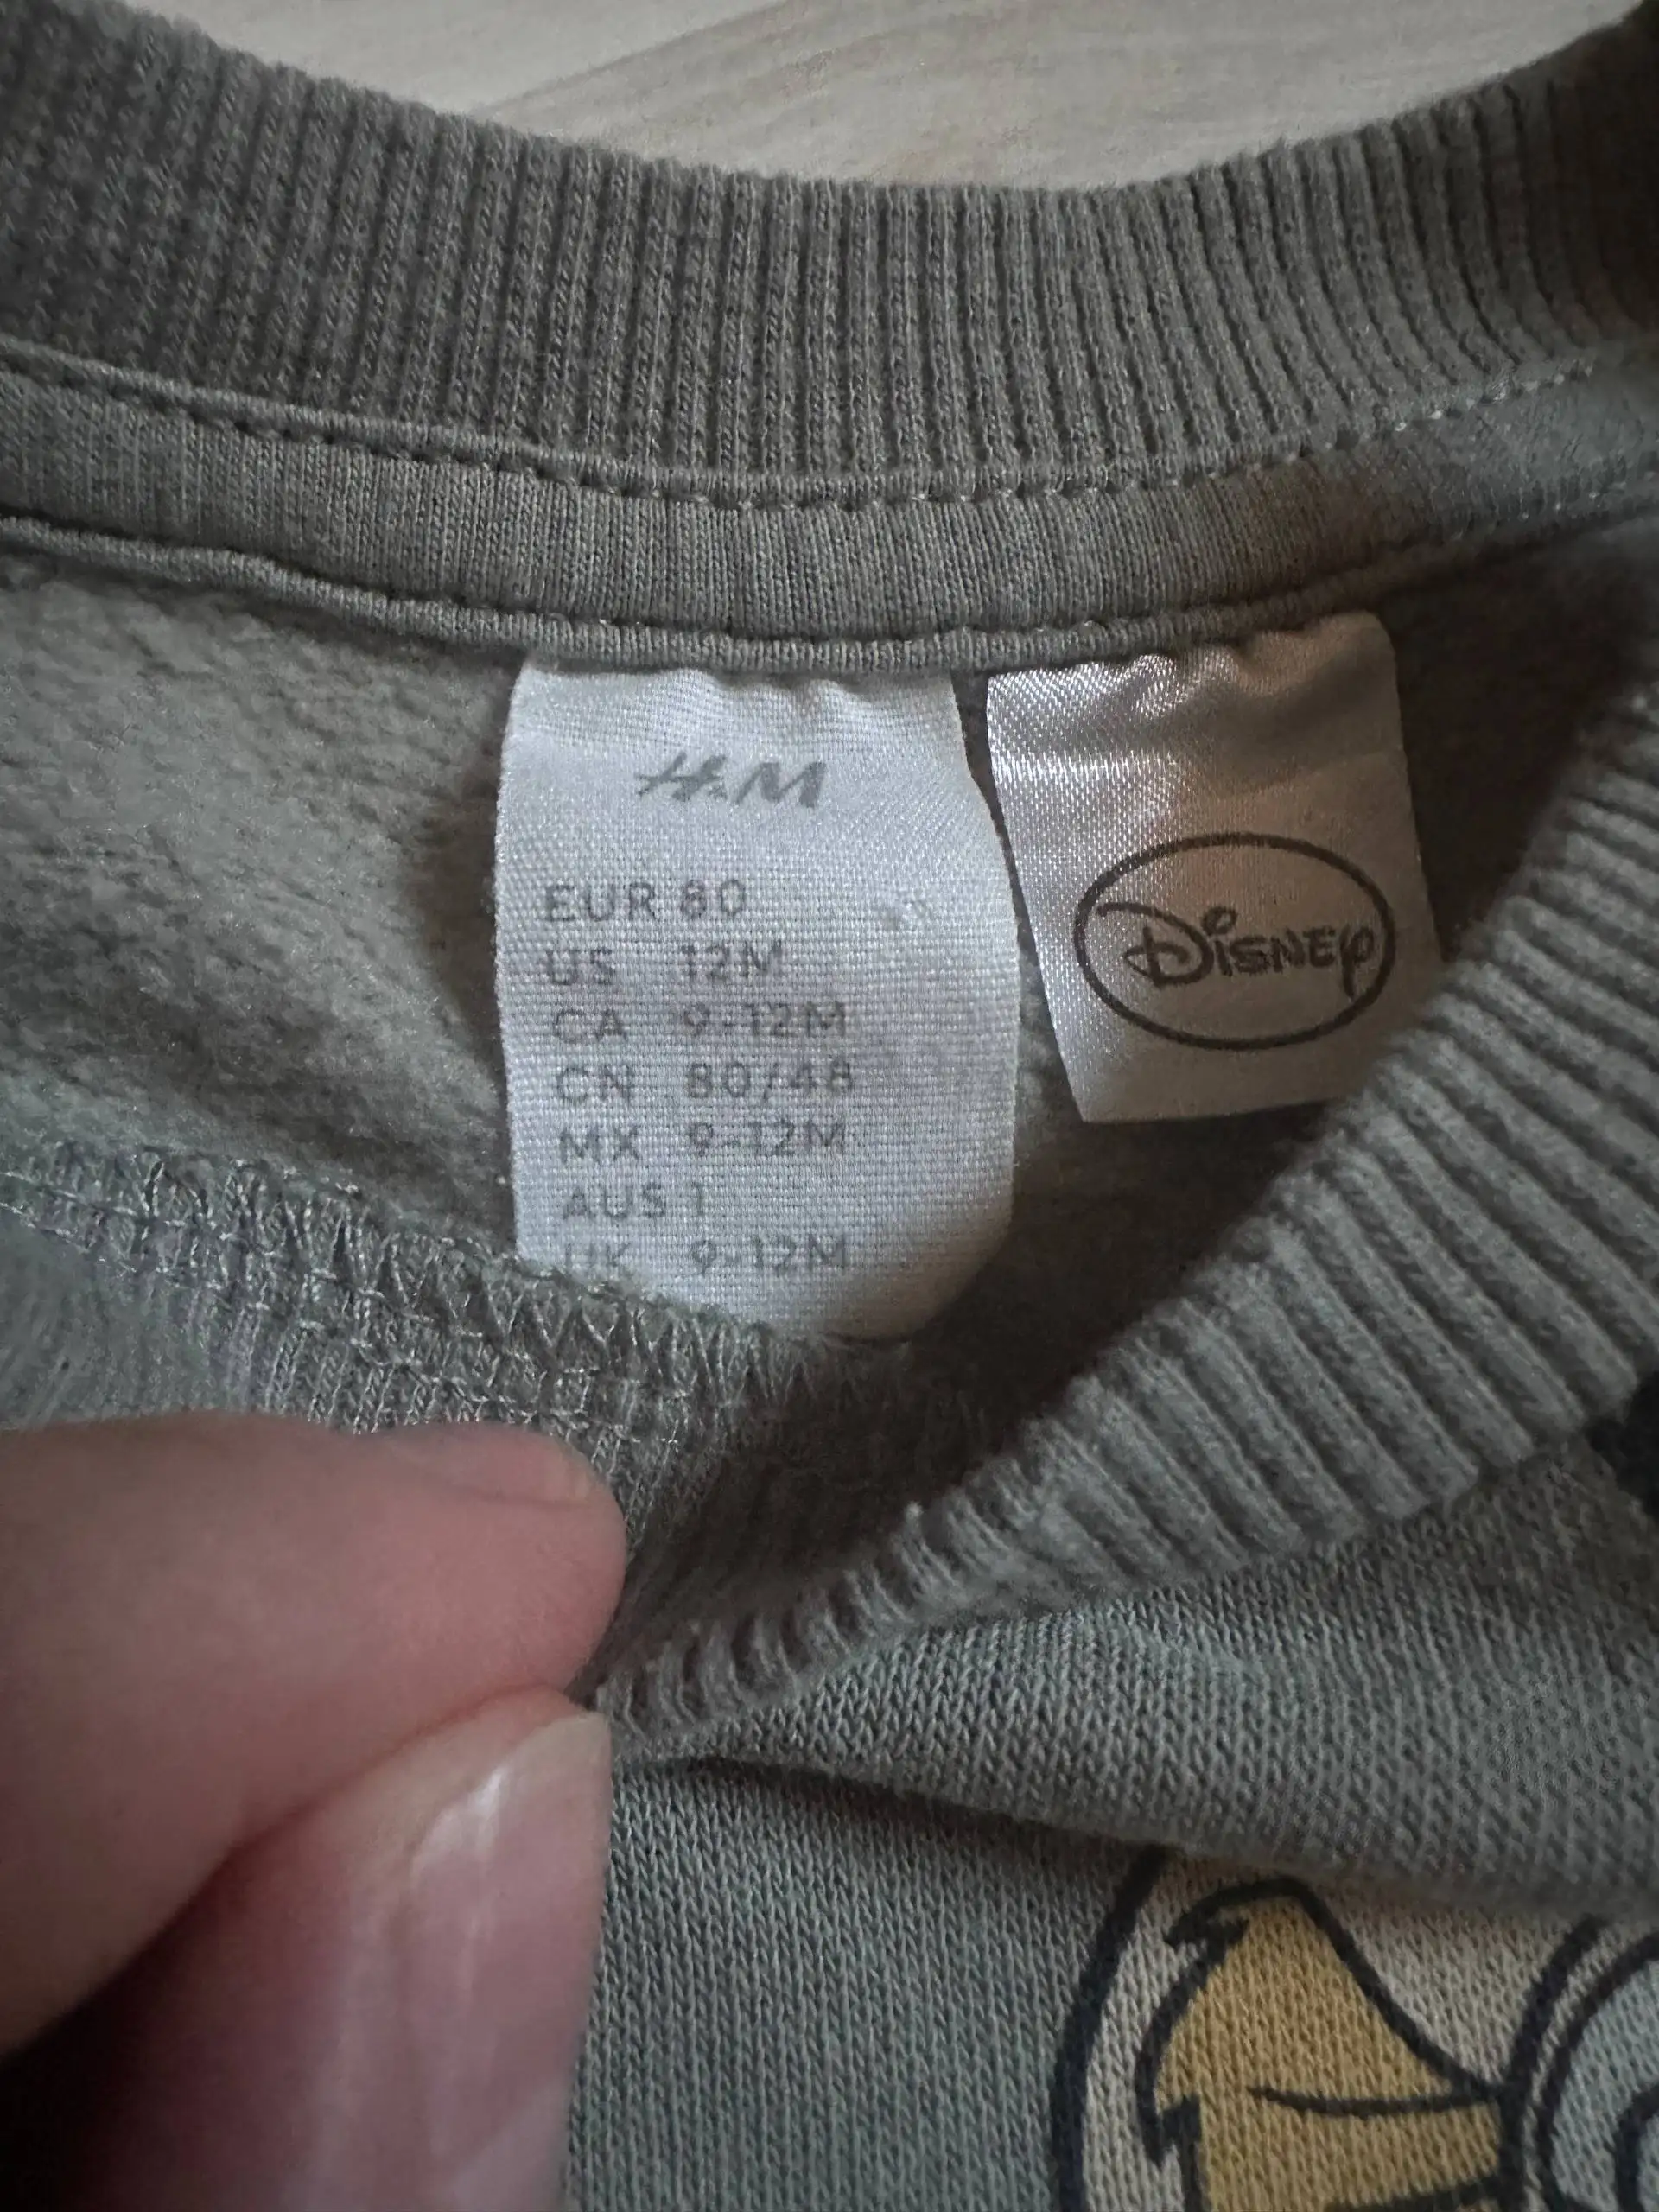 H&M
EUR 80
US 12M
CA 9-12M
CN 80/48
MX 9-12M
AUS 1
UK 9-12M
Disney